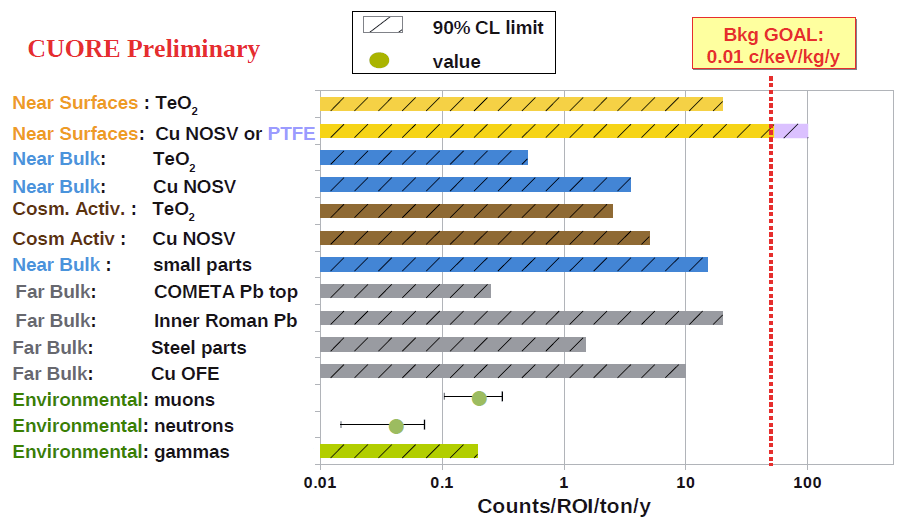 CUORE Preliminary
90% CL limit
value
Bkg GOAL:
0.01 c/keV/kg/y
Near Surfaces : TeO2
Near Surfaces: Cu NOSV or PTFE
Near Bulk: TeO2
Near Bulk: Cu NOSV
Cosm. Activ. : TeO2
Cosm Activ : Cu NOSV
Near Bulk : small parts
Far Bulk: COMETA Pb top
Far Bulk: Inner Roman Pb
Far Bulk: Steel parts
Far Bulk: Cu OFE
Environmental: muons
Environmental: neutrons
Environmental: gammas
0.01 0.1 1 10 100
Counts/ROI/ton/y